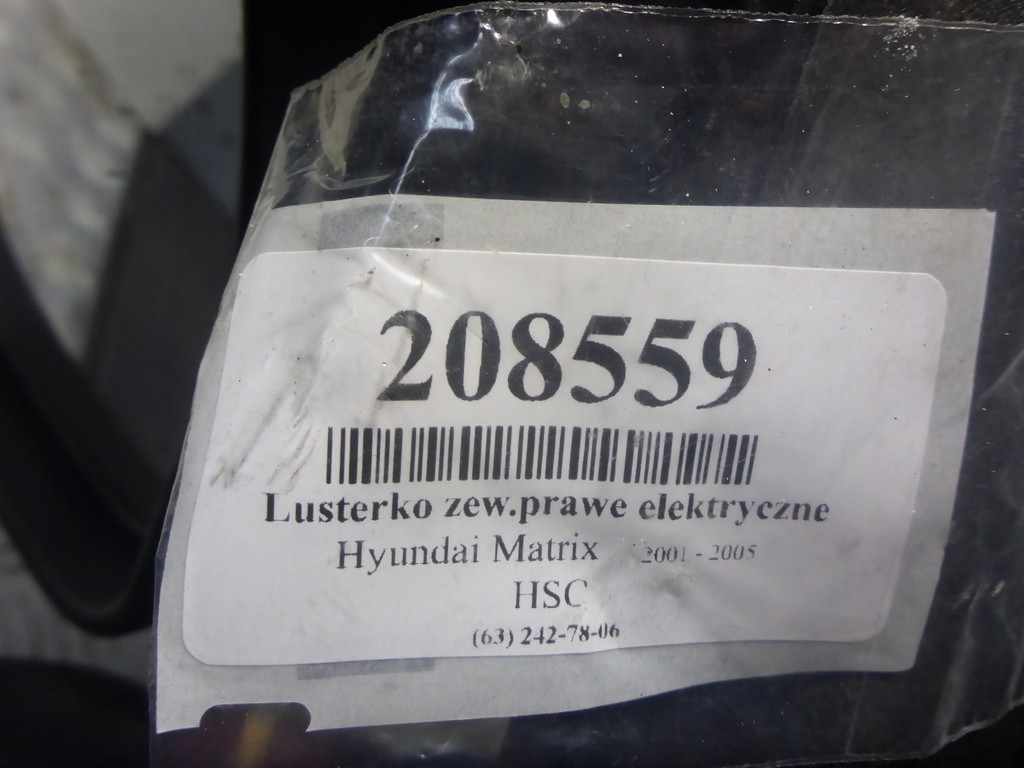 208559
Lusterko zew.prawe elektryczne
Hyundai Matrix 2001 - 2005
HSC
(63) 242-78-06